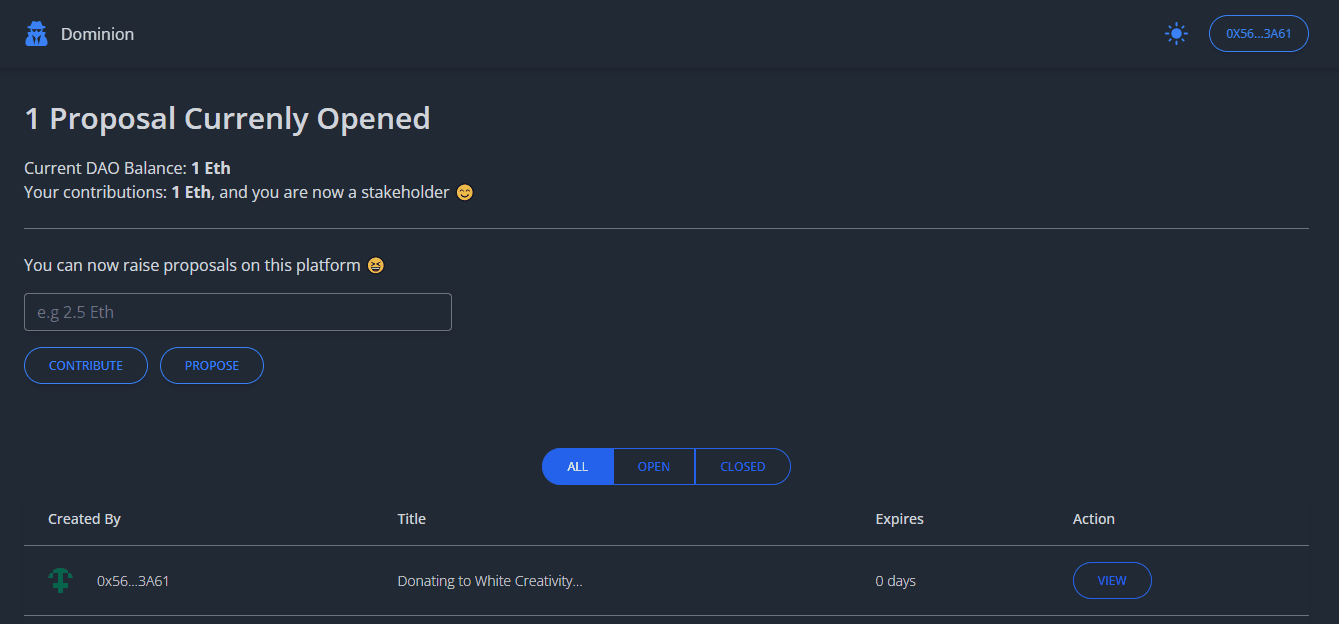 Dominion
0X56...3A61
1 Proposal Currenly Opened
Current DAO Balance: 1 Eth
Your contributions: 1 Eth, and you are now a stakeholder 😊
You can now raise proposals on this platform 😆
e.g 2.5 Eth
CONTRIBUTE PROPOSE
ALL OPEN CLOSED
Created By Title Expires Action
0x56...3A61 Donating to White Creativity... 0 days VIEW